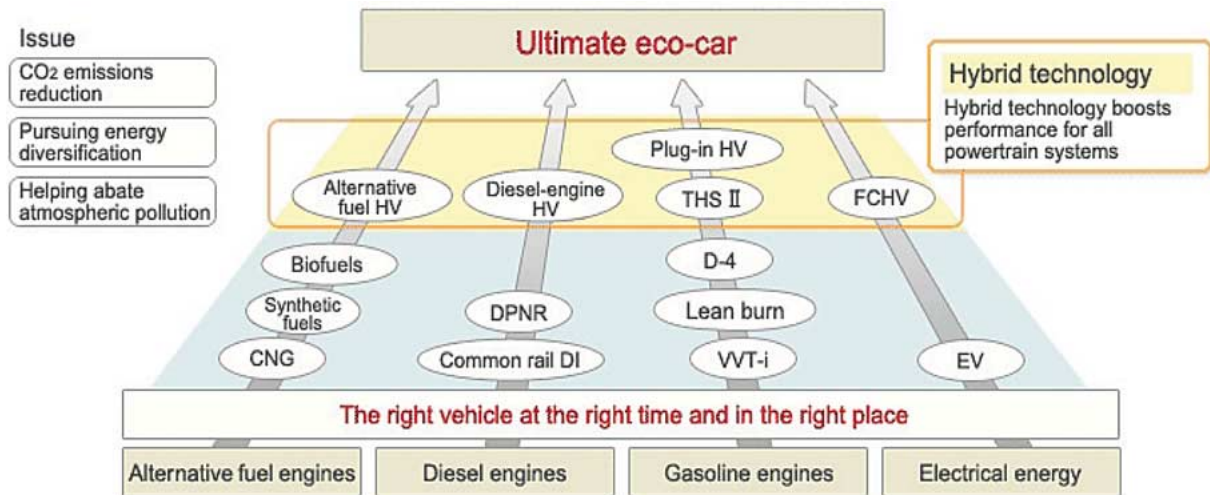 Ultimate eco-car
Issue
CO2 emissions
reduction
Pursuing energy
diversification
Helping abate
atmospheric pollution
Hybrid technology
Hybrid technology boosts
performance for all
powertrain systems
Plug-in HV
Alternative
fuel HV
Diesel-engine
HV
THS II
FCHV
Biofuels
D-4
Synthetic
fuels
DPNR
Lean burn
CNG
Common rail DI
VVT-i
EV
The right vehicle at the right time and in the right place
Alternative fuel engines
Diesel engines
Gasoline engines
Electrical energy